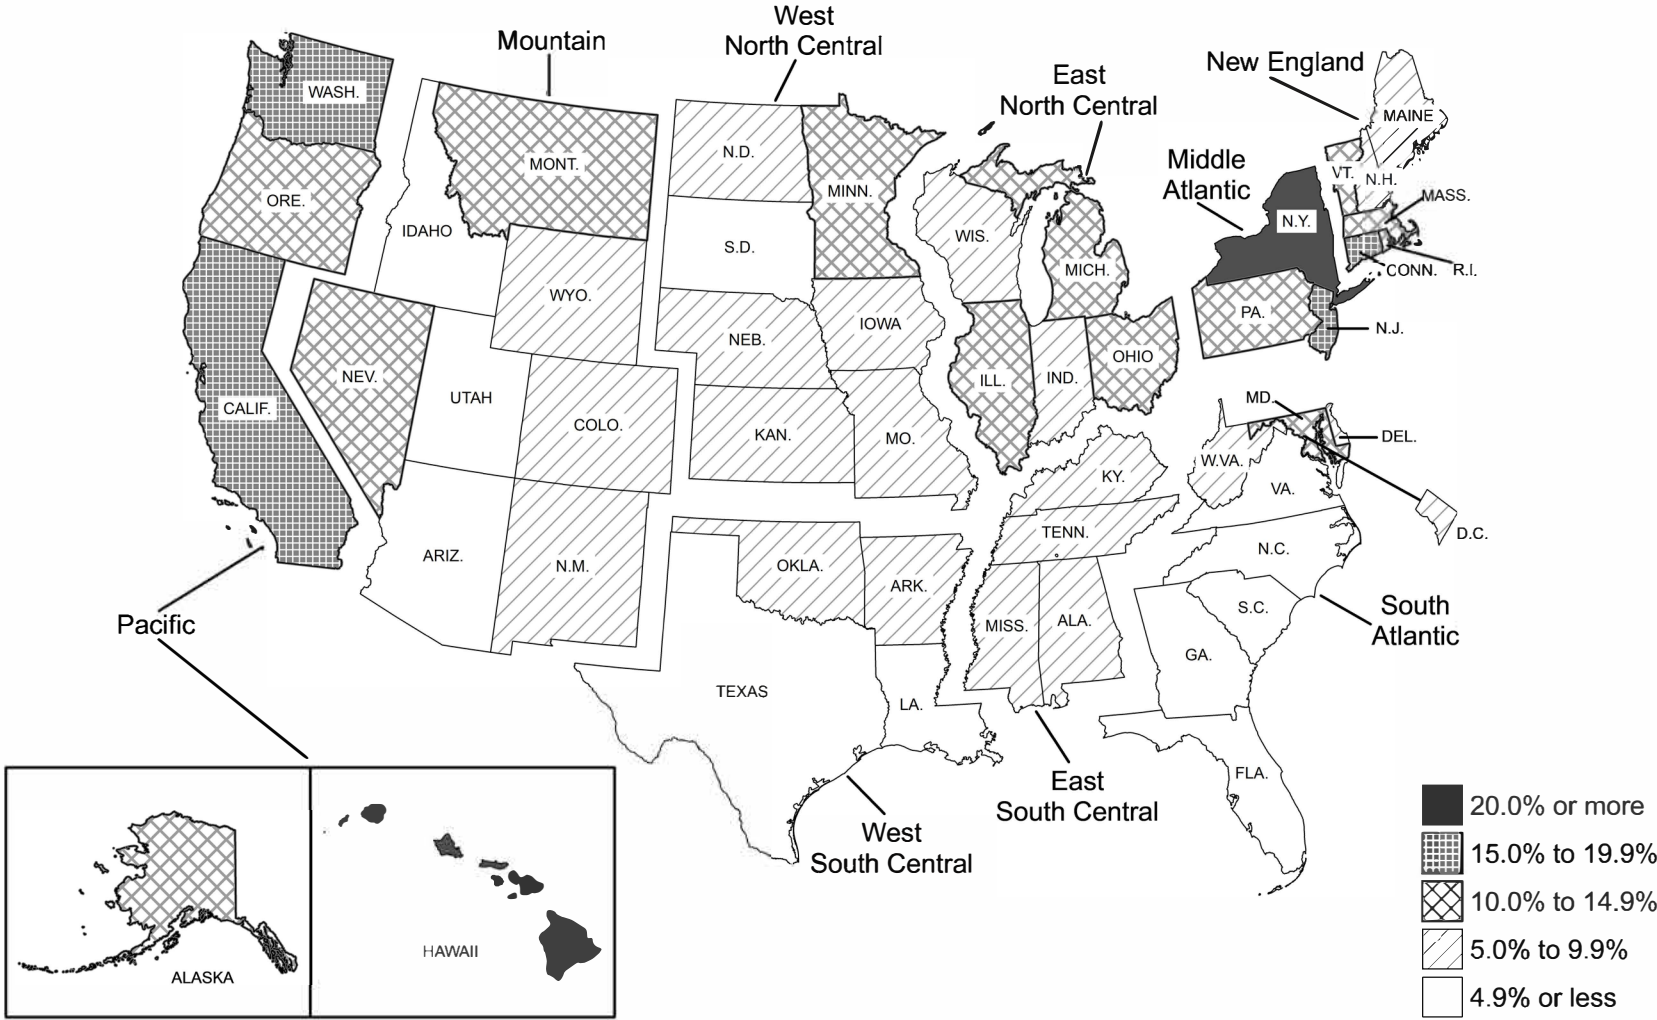 West
North Central
Mountain
New England
East
North Central
Middle
Atlantic
WASH.
MONT.
N.D.
MINN.
MAINE
VT.
N.H.
MASS.
ORE.
IDAHO
S.D.
WIS.
MICH.
N.Y.
CONN.
R.I.
WYO.
NEB.
IOWA
PA.
N.J.
NEV.
UTAH
CALIF.
COLO.
KAN.
MO.
ILL.
IND.
OHIO
MD.
DEL.
W.VA.
VA.
D.C.
KY.
TENN.
N.C.
ARIZ.
N.M.
OKLA.
ARK.
MISS.
ALA.
S.C.
GA.
South
Atlantic
Pacific
TEXAS
LA.
FLA.
East
South Central
West
South Central
ALASKA
HAWAII
20.0% or more
15.0% to 19.9%
10.0% to 14.9%
5.0% to 9.9%
4.9% or less